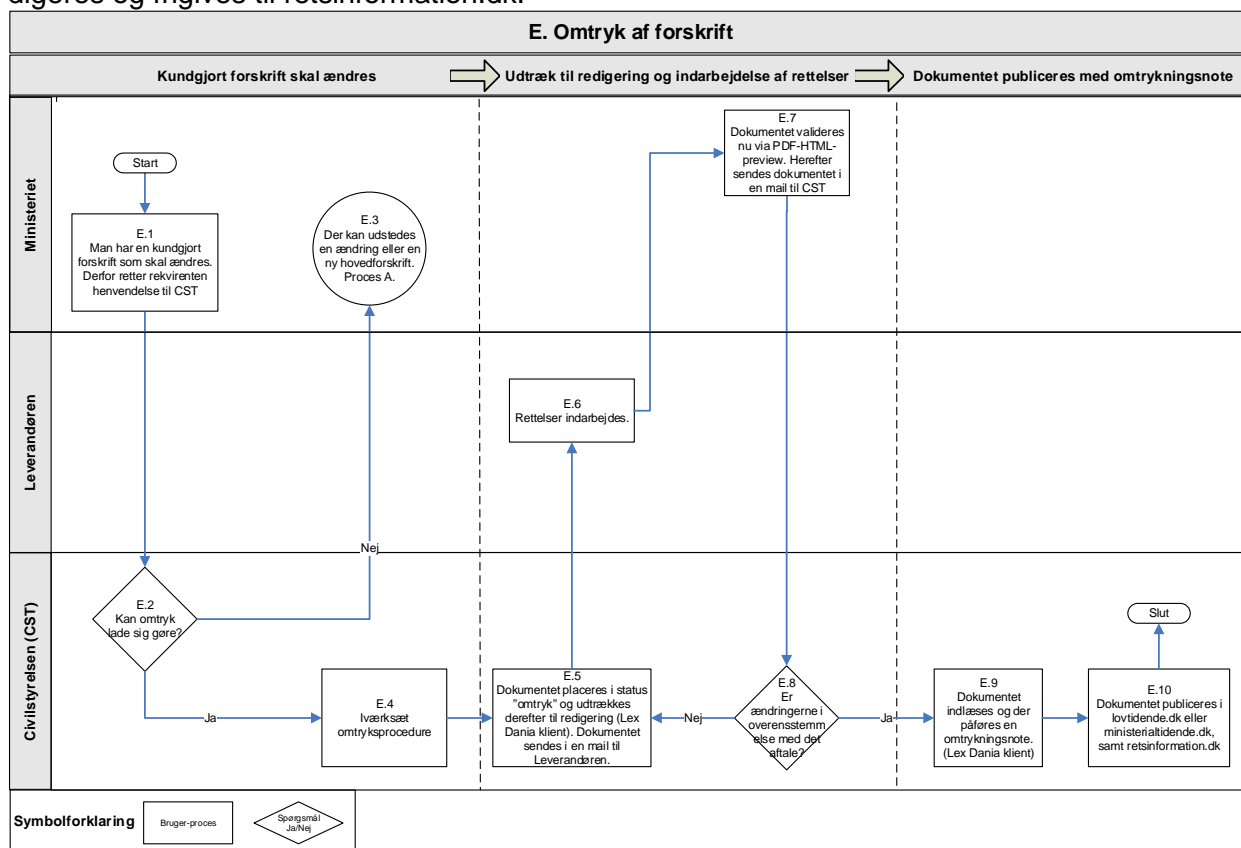 digeres og Indgives til retsinformation.dk.
E. Omtryk af forskrift
Kundgjort forskrift skal ændres
Udtræk til redigering og indarbejdelse af rettelser
Dokumentet publiceres med omtrykningsnote
Ministeriet
Start
E.1
Man har en kundgjort
forskrift som skal ændres.
Derfor retter rekvirenten
henvendelse til CST
E.3
Der kan udstedes
en ændring eller en
ny hovedforskrift.
Proces A.
E.7
Dokumentet valideres
nu via PDF-HTML-
preview. Herefter
sendes dokumentet i
en mail til CST
Leverandøren
E.6
Rettelser indarbejdes.
Civilstyrelsen (CST)
Nej
E.2
Kan omtryk
lade sig gøre?
Ja
E.4
Iværksæt
omtryksprocedure
E.5
Dokumentet placeres i status
"omtryk" og udtrækkes
derefter til redigering (Lex
Dania klient). Dokumentet
sendes i en mail til
Leverandøren.
Nej
E.8
Er
ændringerne i
overensstemm
else med det
aftale?
Ja
E.9
Dokumentet
indlæses og der
påføres en
omtrykningsnote.
(Lex Dania klient)
E.10
Dokumentet publiceres i
lovtidende.dk eller
ministerialtidende.dk,
samt retsinformation.dk
Slut
Symbolforklaring
Bruger-proces
Spørgsmål
Ja/Nej